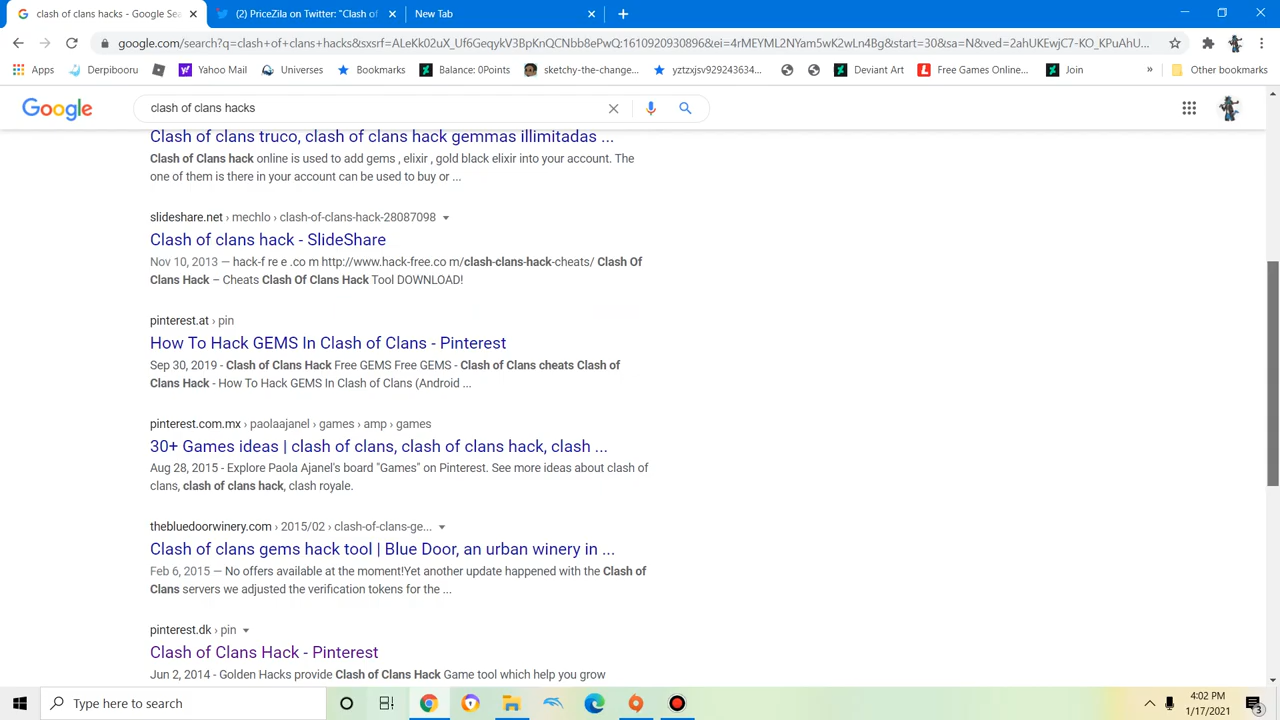 clash of clans hacks - Google Sea
(2) PriceZila on Twitter: "Clash of
New Tab
google.com/search?q=clash+of+clans+hacks&sxsrf=ALeKk02uX_Uf6GeqykV3BpKnQCNbb8ePwQ:1610920930896&ei=4rMEYML2NYam5wK2wLn4Bg&start=30&sa=N&ved=2ahUKEwjC7-KO_KPuAhU...
Apps
Derpibooru
Yahoo Mail
Universes
Bookmarks
Balance: 0Points
sketchy-the-change...
yztzxjsv929243634...
Deviant Art
Free Games Online...
Join
»
Other bookmarks
Google
clash of clans hacks
Clash of clans truco, clash of clans hack gemmas illimitadas ...
Clash of Clans hack online is used to add gems , elixir , gold black elixir into your account. The
one of them is there in your account can be used to buy or ...
slideshare.net › mechlo › clash-of-clans-hack-28087098
Clash of clans hack - SlideShare
Nov 10, 2013 — hack-f re e .co m http://www.hack-free.co m/clash-clans-hack-cheats/ Clash Of
Clans Hack – Cheats Clash Of Clans Hack Tool DOWNLOAD!
pinterest.at › pin
How To Hack GEMS In Clash of Clans - Pinterest
Sep 30, 2019 - Clash of Clans Hack Free GEMS Free GEMS - Clash of Clans cheats Clash of
Clans Hack - How To Hack GEMS In Clash of Clans (Android ...
pinterest.com.mx › paolaajanel › games › amp › games
30+ Games ideas | clash of clans, clash of clans hack, clash ...
Aug 28, 2015 - Explore Paola Ajanel's board "Games" on Pinterest. See more ideas about clash of
clans, clash of clans hack, clash royale.
thebluedoorwinery.com › 2015/02 › clash-of-clans-ge...
Clash of clans gems hack tool | Blue Door, an urban winery in ...
Feb 6, 2015 — No offers available at the moment!Yet another update happened with the Clash of
Clans servers we adjusted the verification tokens for the ...
pinterest.dk › pin
Clash of Clans Hack - Pinterest
Jun 2, 2014 - Golden Hacks provide Clash of Clans Hack Game tool which help you grow
Type here to search
4:02 PM
1/17/2021
3